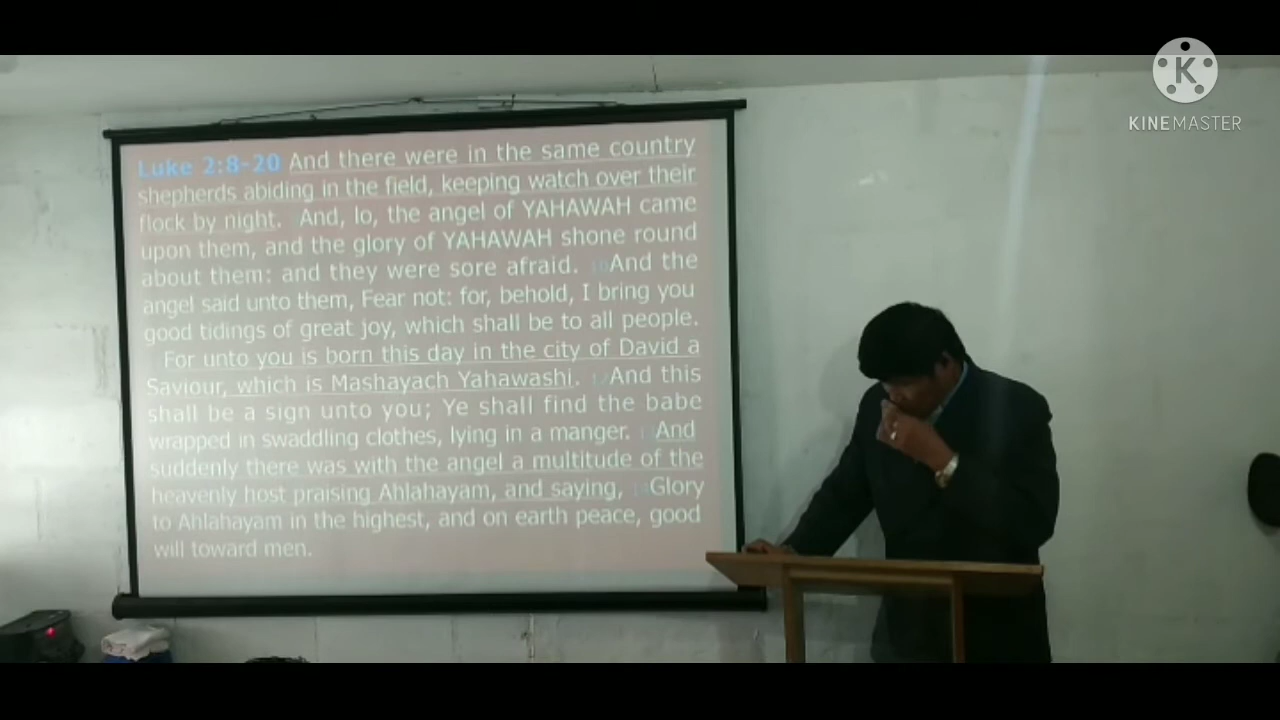 Luke 2:8-20 And there were in the same country
shepherds abiding in the field, keeping watch over their
flock by night. And, lo, the angel of YAHAWAH came
upon them, and the glory of YAHAWAH shone round
about them: and they were sore afraid. 10And the
angel said unto them, Fear not: for, behold, I bring you
good tidings of great joy, which shall be to all people.
For unto you is born this day in the city of David a
Saviour, which is Mashayach Yahawashi. 12And this
shall be a sign unto you; Ye shall find the babe
wrapped in swaddling clothes, lying in a manger. 13And
suddenly there was with the angel a multitude of the
heavenly host praising Ahlahayam, and saying, 14Glory
to Ahlahayam in the highest, and on earth peace, good
will toward men.
K
KINEMASTER